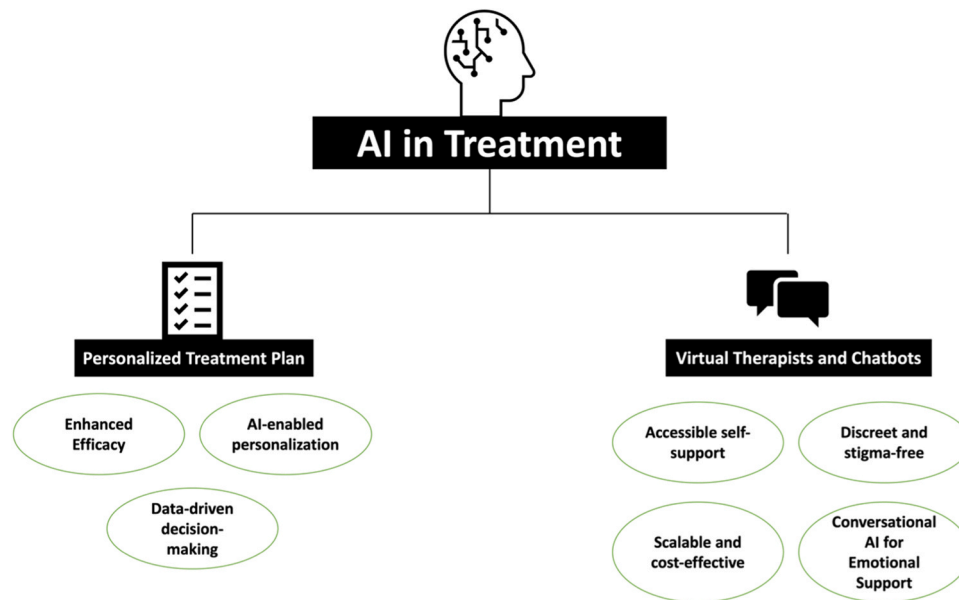 AI in Treatment
Personalized Treatment Plan
Enhanced
Efficacy
AI-enabled
personalization
Data-driven
decision-
making
Virtual Therapists and Chatbots
Accessible self-
support
Discreet and
stigma-free
Scalable and
cost-effective
Conversational
AI for
Emotional
Support